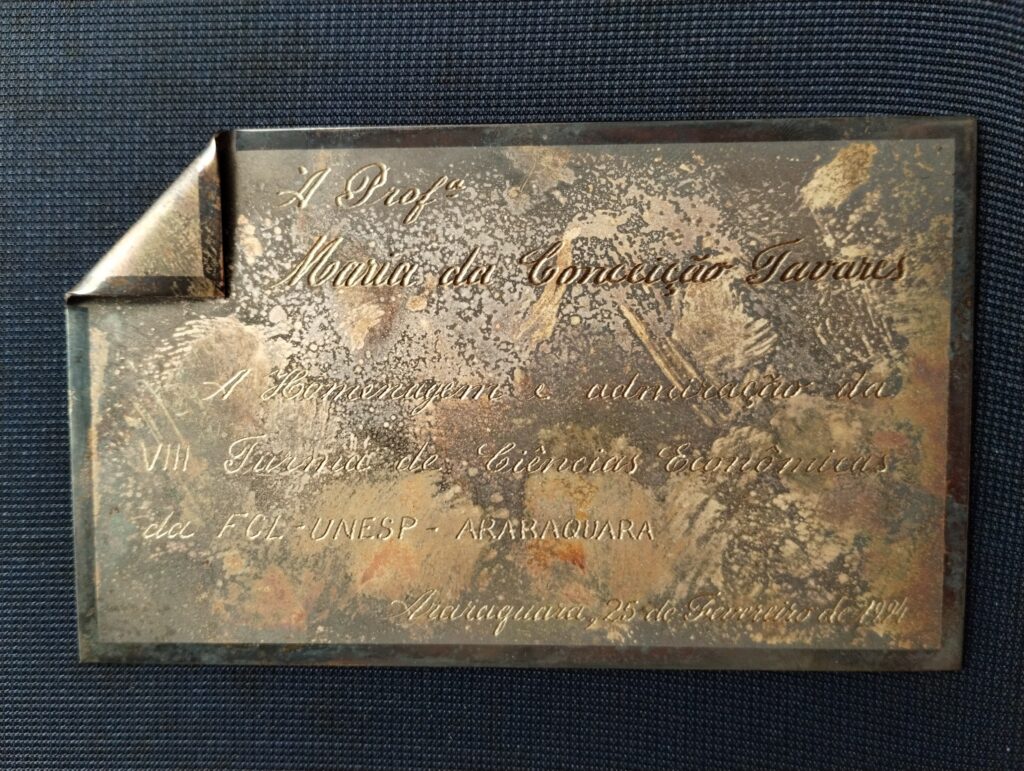 À Profª
Maria da Conceição Tavares
A Homenagem e admiração da
VIII Turma de Ciências Econômicas
da FCL - UNESP - ARARAQUARA
Araraquara, 25 de Fevereiro de 1994